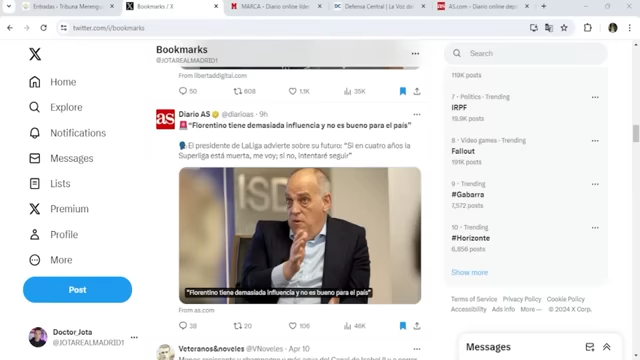 Entradas - Tribuna Merengue
Bookmarks / X
MARCA - Diario online líder
Defensa Central | La Voz de
AS.com - Diario online depo
twitter.com/i/bookmarks
Bookmarks
@JOTAREALMADRID1
From libertaddigital.com
50
608
1.1K
35K
Diario AS @diarioas · 9h
"Florentino tiene demasiada influencia y no es bueno para el país"
El presidente de LaLiga advierte sobre su futuro: "Si en cuatro años la
Superliga está muerta, me voy; si no, intentaré seguir"
ISD
"Florentino tiene demasiada influencia y no es bueno para el país"
From as.com
38
20
106
46K
Veteranos&noveles @VNoveles · Apr 10
X
Home
Explore
Notifications
Messages
Lists
Premium
Profile
More
Post
Doctor_Jota
@JOTAREALMADRID1
Search
110K posts
7 · Politics · Trending
IRPF
19.9K posts
8 · Video games · Trending
Fallout
191K posts
9 · Trending
#Gabarra
7,572 posts
10 · Trending
#Horizonte
6,856 posts
Show more
Terms of Service Privacy Policy Cookie Policy
Accessibility Ads info More ··· © 2024 X Corp.
Messages